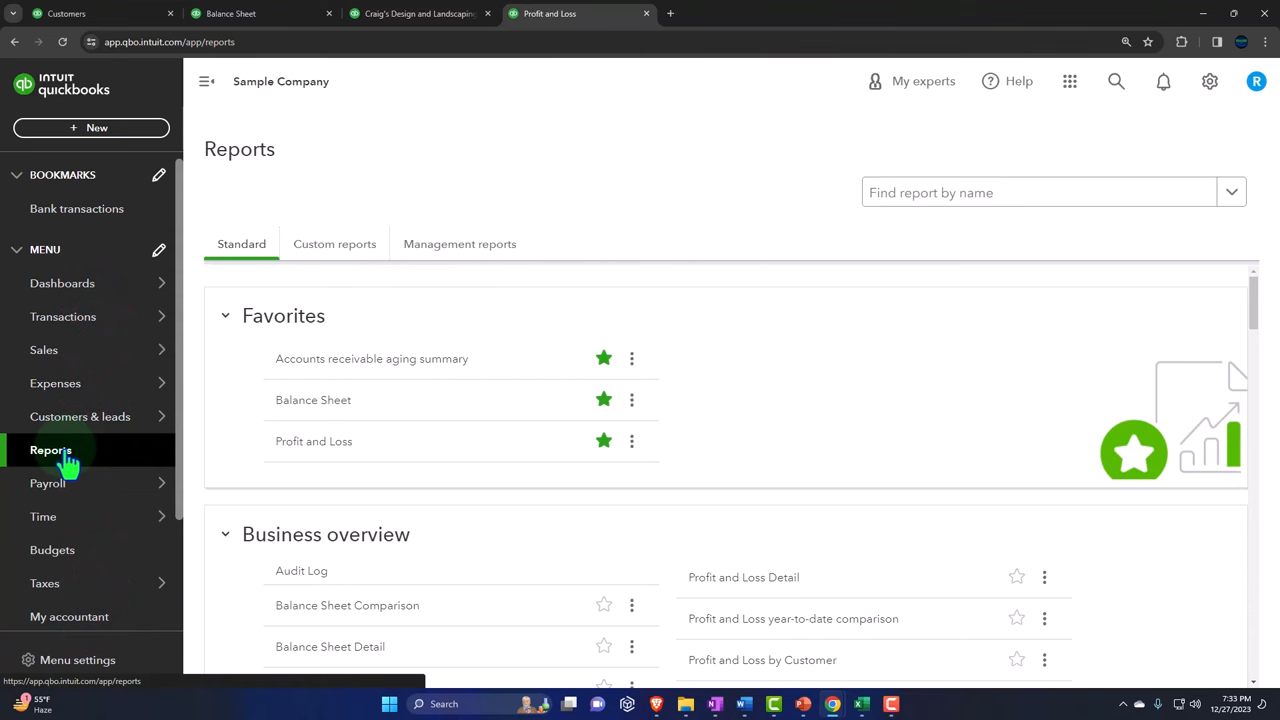 Customers
Balance Sheet
Craig's Design and Landscaping
Profit and Loss
app.qbo.intuit.com/app/reports
INTUIT
quickbooks
Sample Company
My experts
Help
R
+ New
BOOKMARKS
Bank transactions
MENU
Dashboards
Transactions
Sales
Expenses
Customers & leads
Reports
Payroll
Time
Budgets
Taxes
My accountant
Menu settings
Reports
Find report by name
Standard
Custom reports
Management reports
Favorites
Accounts receivable aging summary
Balance Sheet
Profit and Loss
Business overview
Audit Log
Profit and Loss Detail
Balance Sheet Comparison
Profit and Loss year-to-date comparison
Balance Sheet Detail
Profit and Loss by Customer
https://app.qbo.intuit.com/app/reports
1
55°F
Haze
Search
7:33 PM
12/27/2023